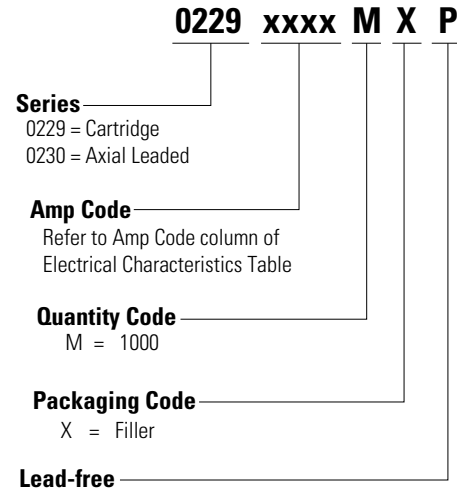 0229 xxxx M X P
Series
0229 = Cartridge
0230 = Axial Leaded
Amp Code
Refer to Amp Code column of
Electrical Characteristics Table
Quantity Code
M = 1000
Packaging Code
X = Filler
Lead-free